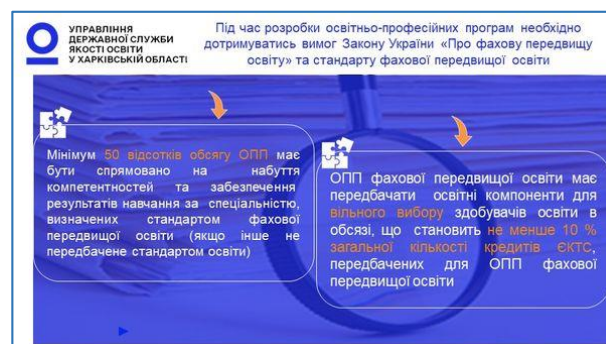 УПРАВЛІННЯ
ДЕРЖАВНОЇ СЛУЖБИ
ЯКОСТІ ОСВІТИ
У ХАРКІВСЬКІЙ ОБЛАСТІ
Під час розробки освітньо-професійних програм необхідно
дотримуватись вимог Закону України «Про фахову передвищу
освіту» та стандарту фахової передвищої освіти
Мінімум 50 відсотків обсягу ОПП має
бути спрямовано на набуття
компетентностей та забезпечення
результатів навчання за спеціальністю,
визначених стандартом фахової
передвищої освіти (якщо інше не
передбачене стандартом освіти)
ОПП фахової передвищої освіти має
передбачати освітні компоненти для
вільного вибору здобувачів освіти в
обсязі, що становить не менше 10 %
загальної кількості кредитів ЄКТС,
передбачених для ОПП фахової
передвищої освіти